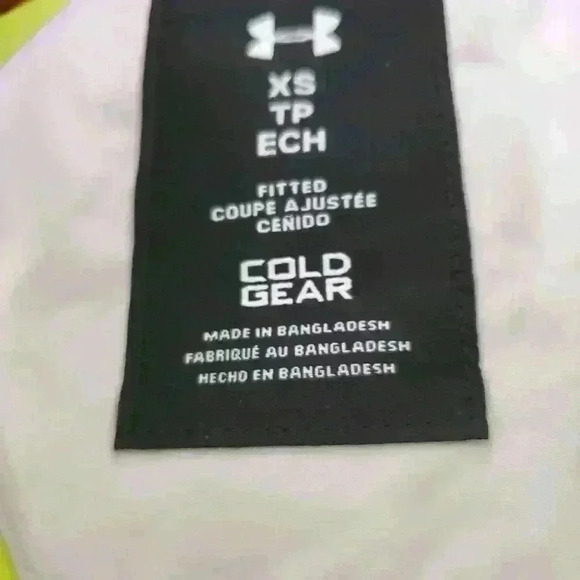 XS
TP
ECH
FITTED
COUPE AJUSTÉE
CEÑIDO
COLD
GEAR
MADE IN BANGLADESH
FABRIQUÉ AU BANGLADESH
HECHO EN BANGLADESH